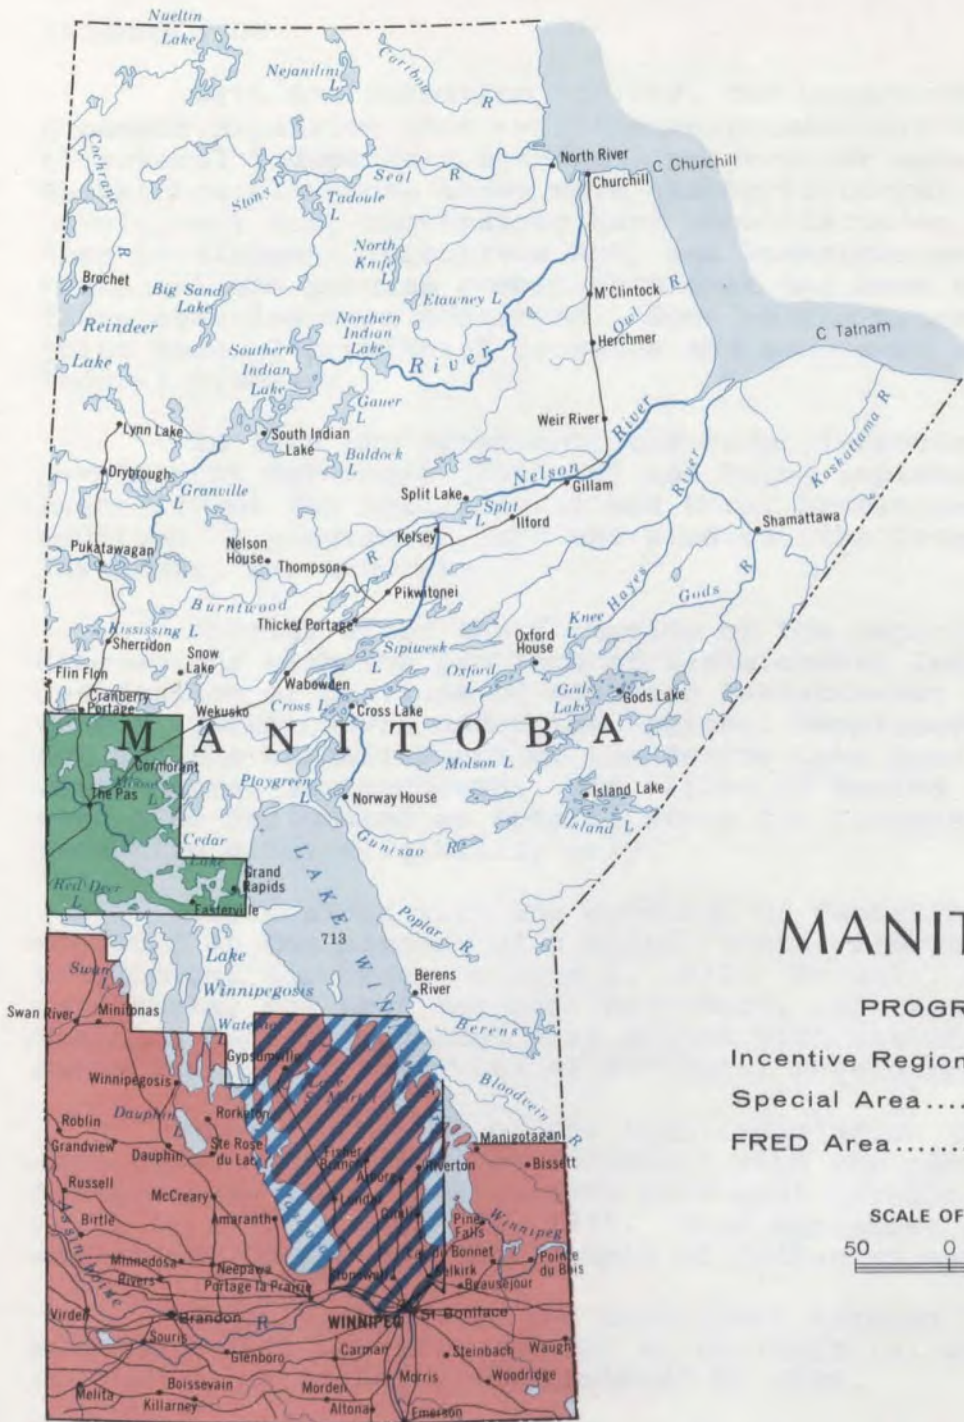 Nueltin
Lake
Nejanilini
L
Caribou R
Cochrane R
Stony L
Seal R
Tadoule
L
North River
C Churchill
Churchill
North
Knife
L
Brochet
Big Sand
Lake
Etawney L
M'Clintock
Owl R
Reindeer
Lake
Northern
Indian
Lake
Southern
Indian
Lake
River
Herchmer
C Tatnam
Gauer
L
Lynn Lake
South Indian
Lake
Weir River
Baldock
L
Nelson River
Kaskattama R
Drybrough
Granville
L
Split Lake
Split
L
Gillam
Ilford
Kelsey
Shamattawa
Pukatawagan
Nelson
House
Thompson
Burntwood R
Pikwitonei
Hayes River
Gods R
Knee
L
Thicket Portage
Kississing L
Sherridon
Snow
Lake
Sipiwesk
L
Oxford
House
Oxford
L
Flin Flon
Cranberry
Portage
Wabowden
Gods
Lake
Gods Lake
Wekusko
Cross L
Cross Lake
MANITOBA
Cormorant
Moose
L
Playgreen
L
Molson L
The Pas
Norway House
Island Lake
Island L
Gunisao R
Cedar
Lake
Grand
Rapids
Red Deer
L
Easterville
LAKE WIN
713
Poplar R
Lake
Winnipegosis
Swan
L
Berens
River
Berens
Swan River
Minitonas
Gypsumville
Bloodvein R
Winnipegosis
Dauphin
L
Rorketon
Roblin
Grandview
Dauphin
Ste Rose
du Lac
Fisher
Branch
Riverton
Manigotagan
Bissett
Arborg
Russell
McCreary
Lundar
Gimli
Birtle
Assiniboine
R
Amaranth
Pine
Falls
Winnipeg
Minnedosa
Neepawa
Lac du Bonnet
Pointe
du Bois
Rivers
Portage la Prairie
Stonewall
Selkirk
Beausejour
Virden
Brandon
WINNIPEG
St Boniface
Souris
Glenboro
Carman
Steinbach
Waugh
Morris
Melita
Boissevain
Killarney
Morden
Altona
Woodridge
Emerson
MANIT
PROGR
Incentive Region
Special Area.....
FRED Area........
SCALE OF
50 0